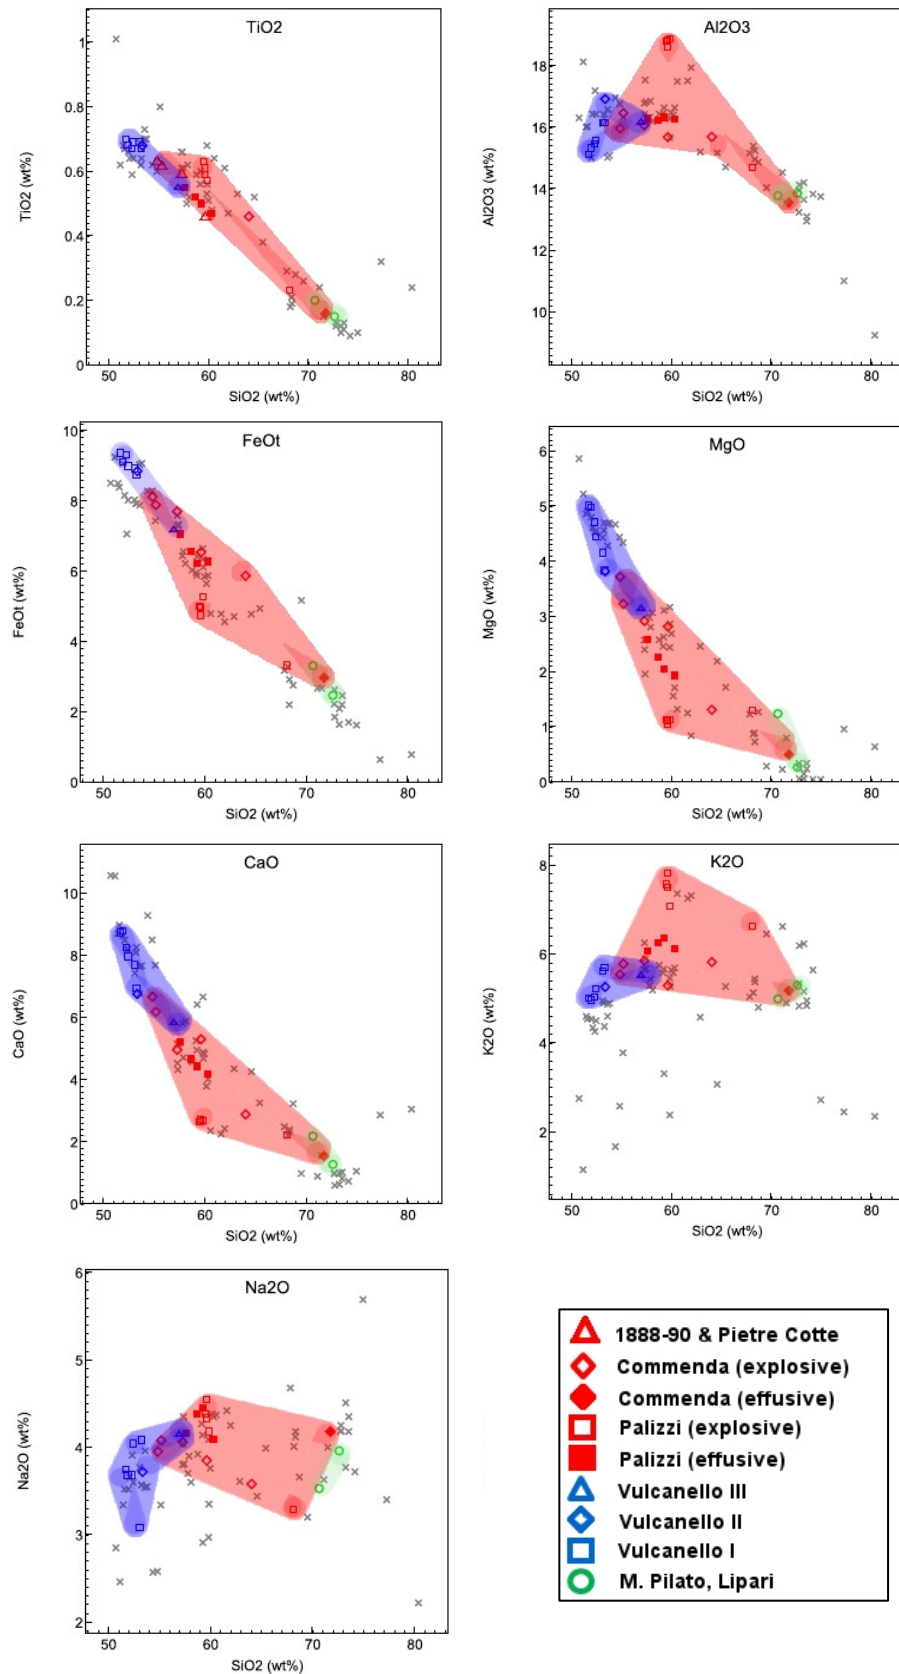 TiO2
1
0.8
0.6
0.4
0.2
0
TiO2 (wt%)
50 60 70 80
SiO2 (wt%)
Al2O3
18
16
14
12
10
Al2O3 (wt%)
50 60 70 80
SiO2 (wt%)
FeOt
10
8
6
4
2
0
FeOt (wt%)
50 60 70 80
SiO2 (wt%)
MgO
6
5
4
3
2
1
0
MgO (wt%)
50 60 70 80
SiO2 (wt%)
CaO
10
8
6
4
2
0
CaO (wt%)
50 60 70 80
SiO2 (wt%)
K2O
8
6
4
2
K2O (wt%)
50 60 70 80
SiO2 (wt%)
Na2O
6
5
4
3
2
Na2O (wt%)
50 60 70 80
SiO2 (wt%)
1888-90 & Pietre Cotte
Commenda (explosive)
Commenda (effusive)
Palizzi (explosive)
Palizzi (effusive)
Vulcanello III
Vulcanello II
Vulcanello I
M. Pilato, Lipari